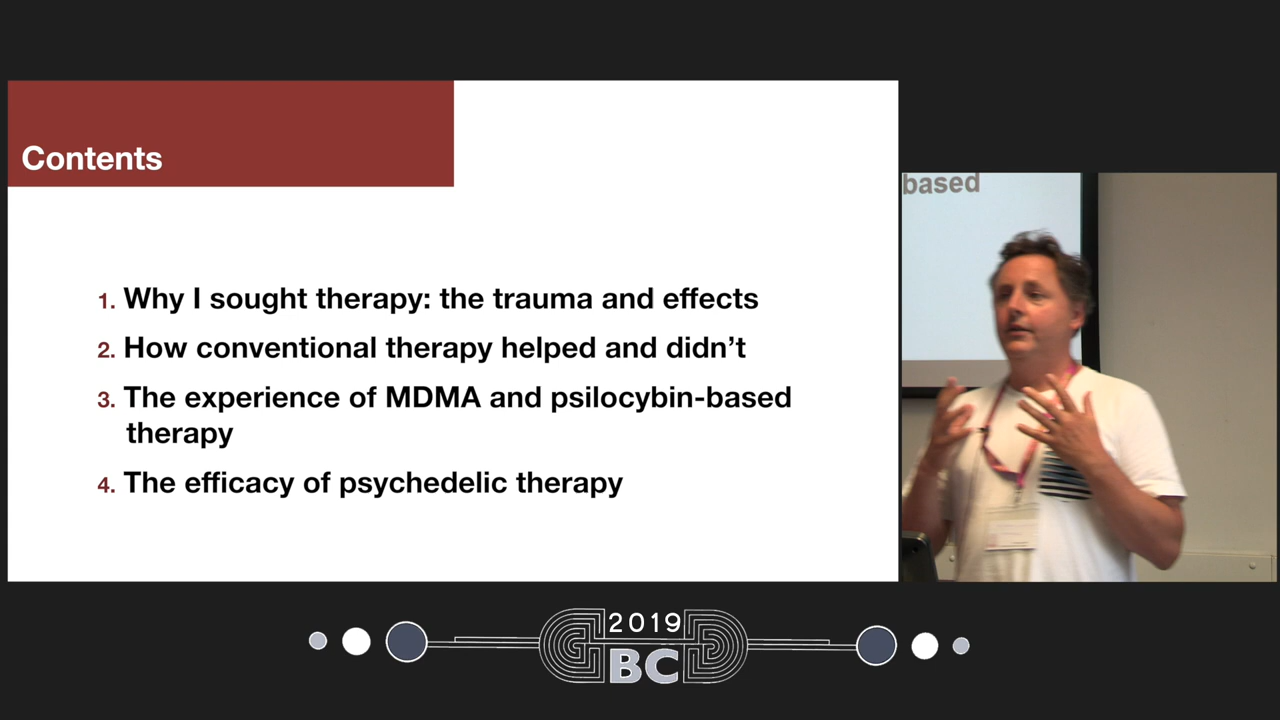 Contents
1. Why I sought therapy: the trauma and effects
2. How conventional therapy helped and didn’t
3. The experience of MDMA and psilocybin-based
therapy
4. The efficacy of psychedelic therapy
based
2019
BC